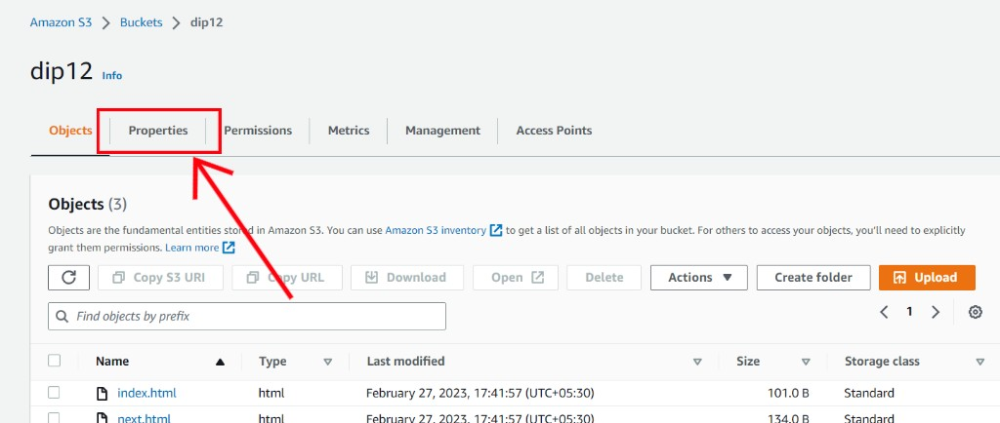 Amazon S3 > Buckets > dip12
dip12 Info
Objects Properties Permissions Metrics Management Access Points
Objects (3)
Objects are the fundamental entities stored in Amazon S3. You can use Amazon S3 inventory to get a list of all objects in your bucket. For others to access your objects, you'll need to explicitly
grant them permissions. Learn more
Copy S3 URI Copy URL Download Open Delete Actions Create folder Upload
Find objects by prefix
1
Name Type Last modified Size Storage class
index.html html February 27, 2023, 17:41:57 (UTC+05:30) 101.0 B Standard
next.html html February 27, 2023, 17:41:57 (UTC+05:30) 134.0 B Standard